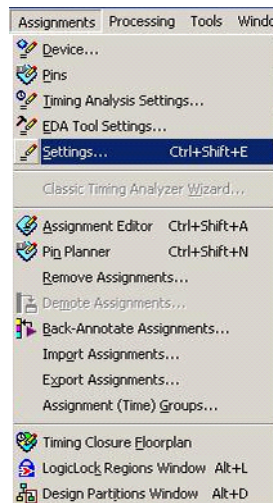 Assignments Processing Tools Windo
Device...
Pins
Timing Analysis Settings...
EDA Tool Settings...
Settings... Ctrl+Shift+E
Classic Timing Analyzer Wizard...
Assignment Editor Ctrl+Shift+A
Pin Planner Ctrl+Shift+N
Remove Assignments...
Demote Assignments...
Back-Annotate Assignments...
Import Assignments...
Export Assignments...
Assignment (Time) Groups...
Timing Closure Floorplan
LogicLock Regions Window Alt+L
Design Partitions Window Alt+D